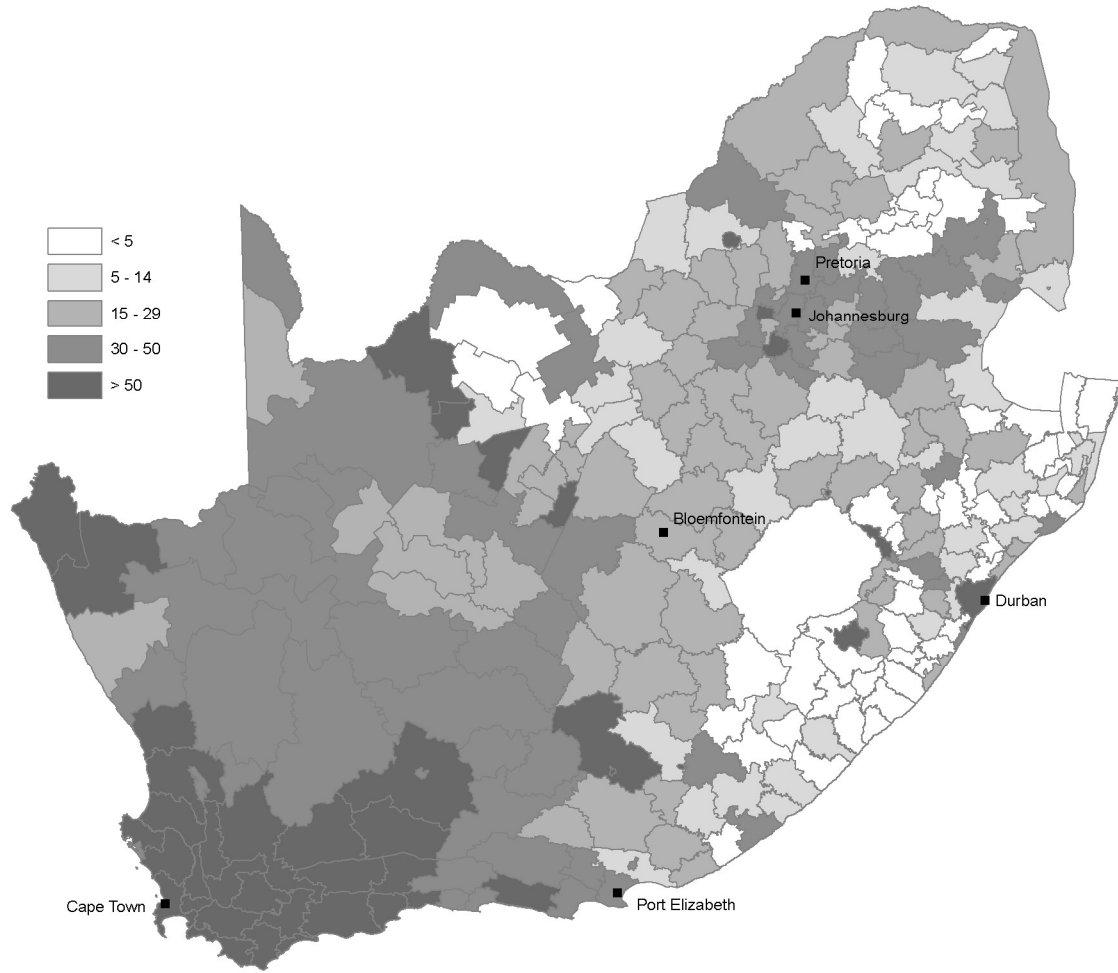 < 5
5 - 14
15 - 29
30 - 50
> 50
Pretoria
Johannesburg
Bloemfontein
Durban
Cape Town
Port Elizabeth